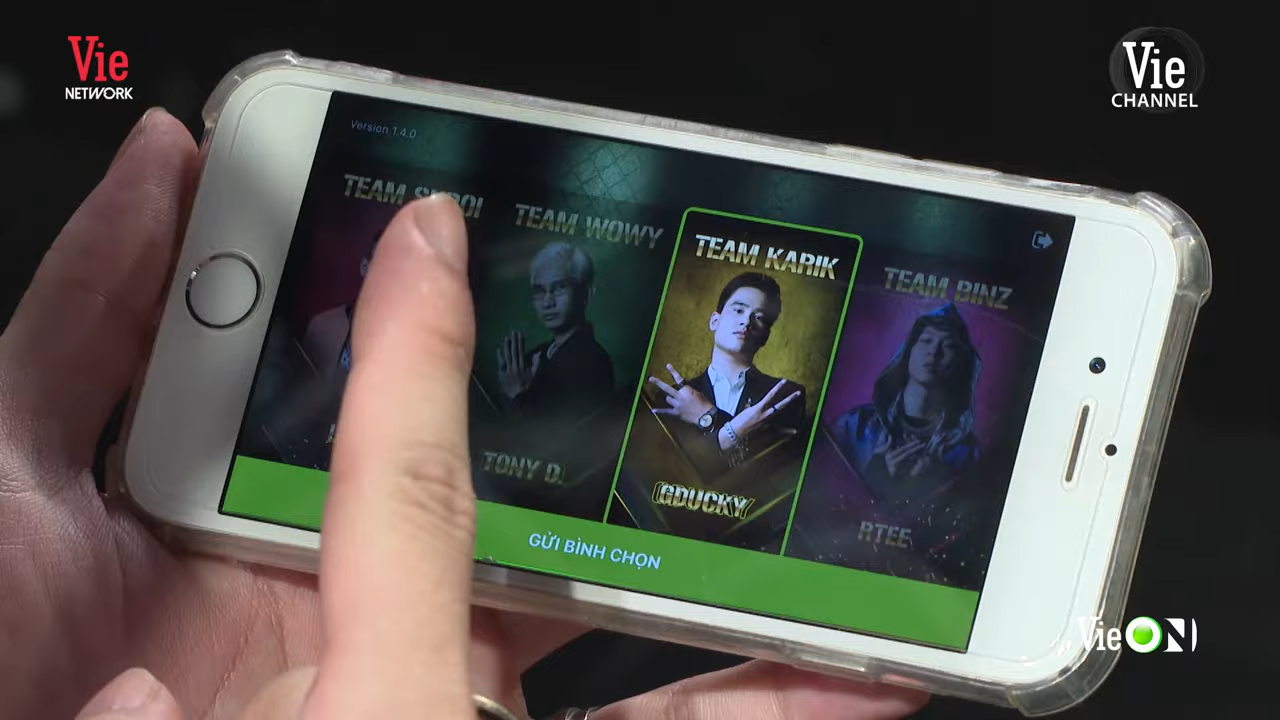 Vie
NETWORK
Vie
CHANNEL
Version 1.4.0
TEAM
TEAM WOWY
TEAM KARIK
TEAM BINZ
TONY D.
GDUCKY
RTEE
GỬI BÌNH CHỌN
VieON